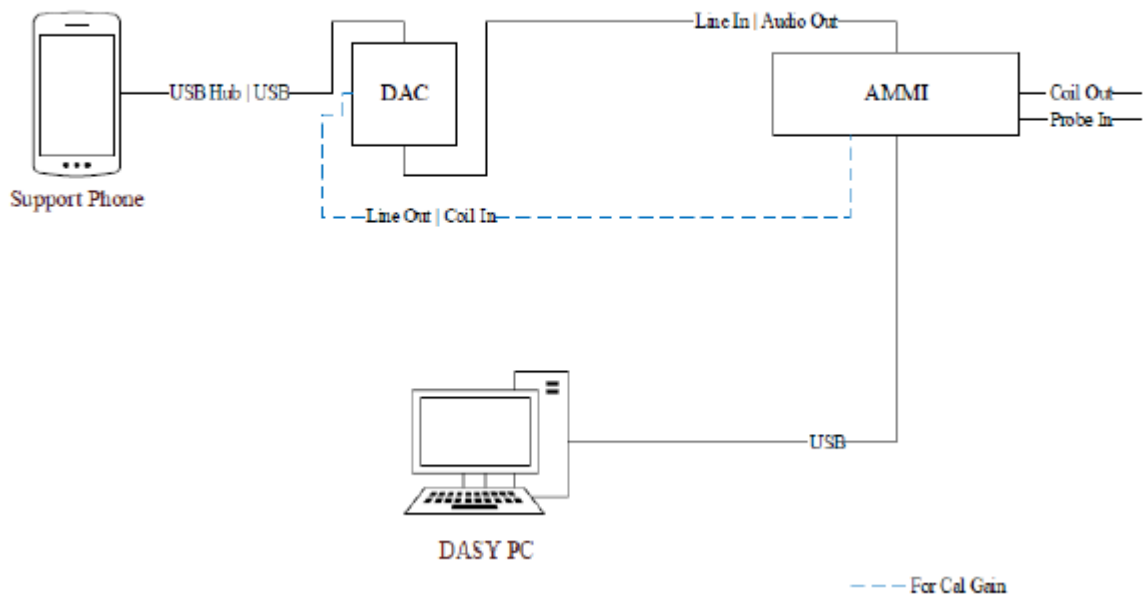 Line In | Audio Out
USB Hub | USB
DAC
AMMI
Coil Out
Probe In
Support Phone
Line Out | Coil In
USB
DASY PC
For Cal Gain